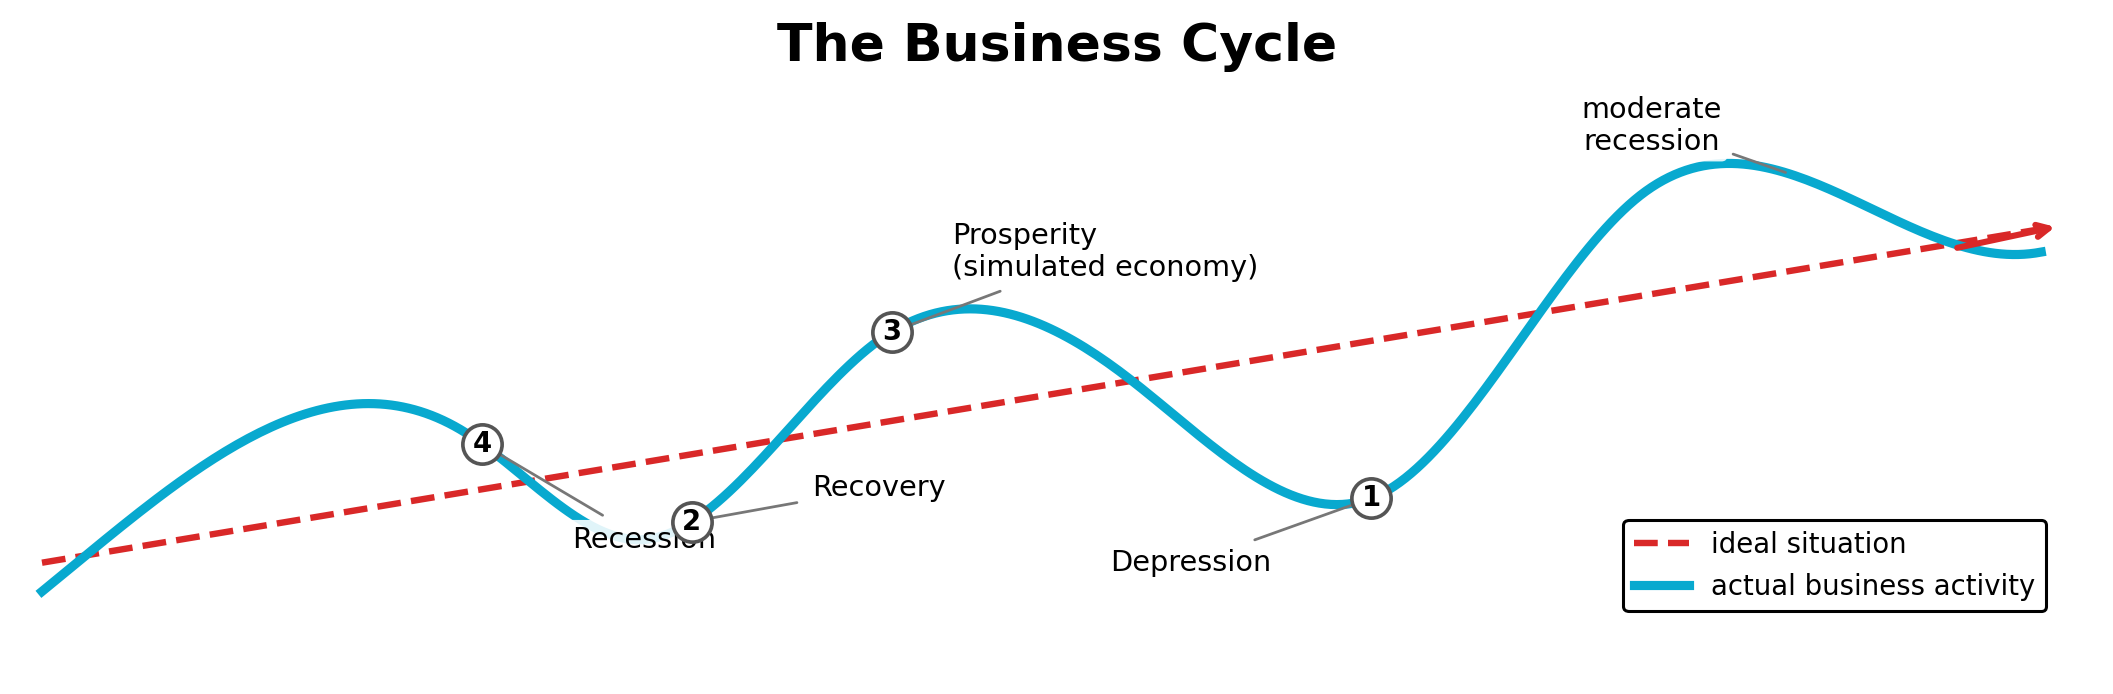 The Business Cycle
moderate
recession
Prosperity
(simulated economy)
3
4
Recovery
2
Recession
1
Depression
ideal situation
actual business activity